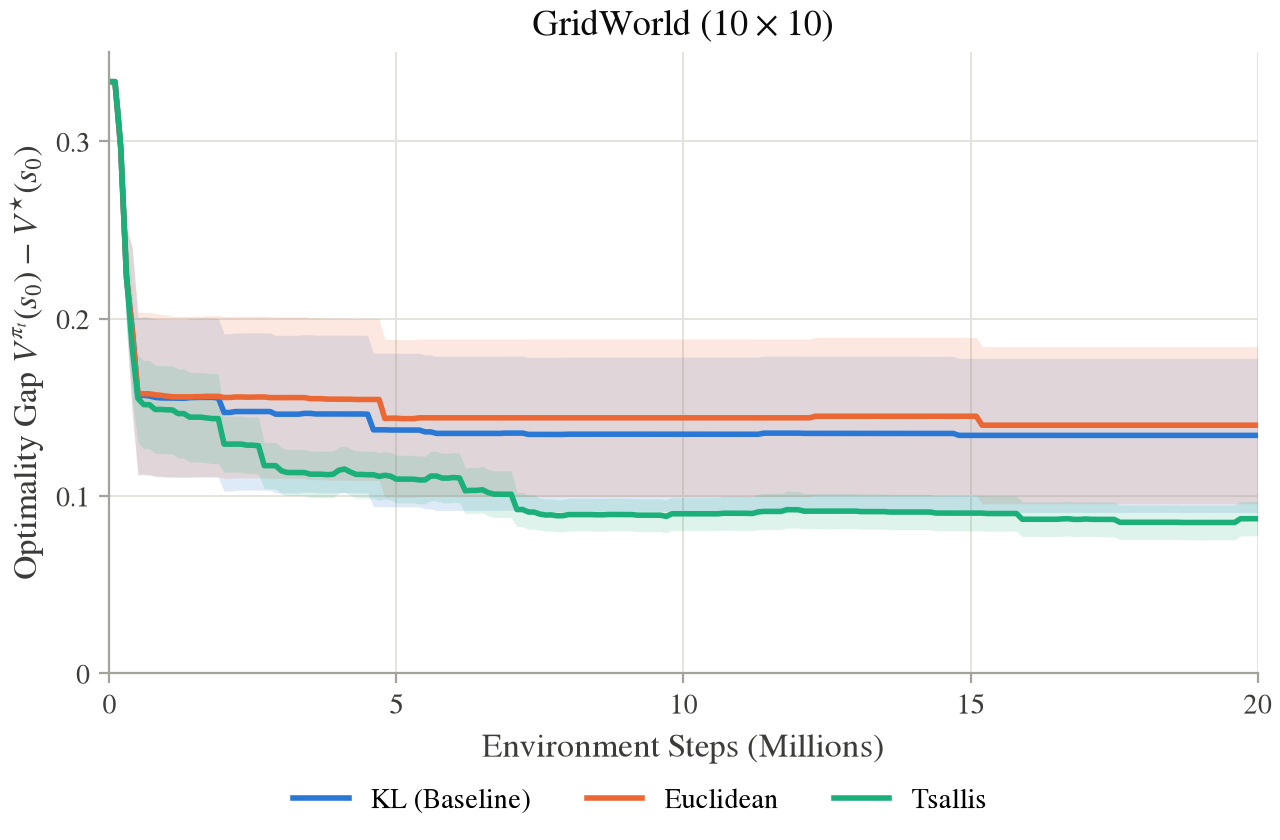 GridWorld (10 × 10)
Optimality Gap V^{π_t}(s_0) − V^★(s_0)
0.3
0.2
0.1
0
0 5 10 15 20
Environment Steps (Millions)
KL (Baseline) Euclidean Tsallis